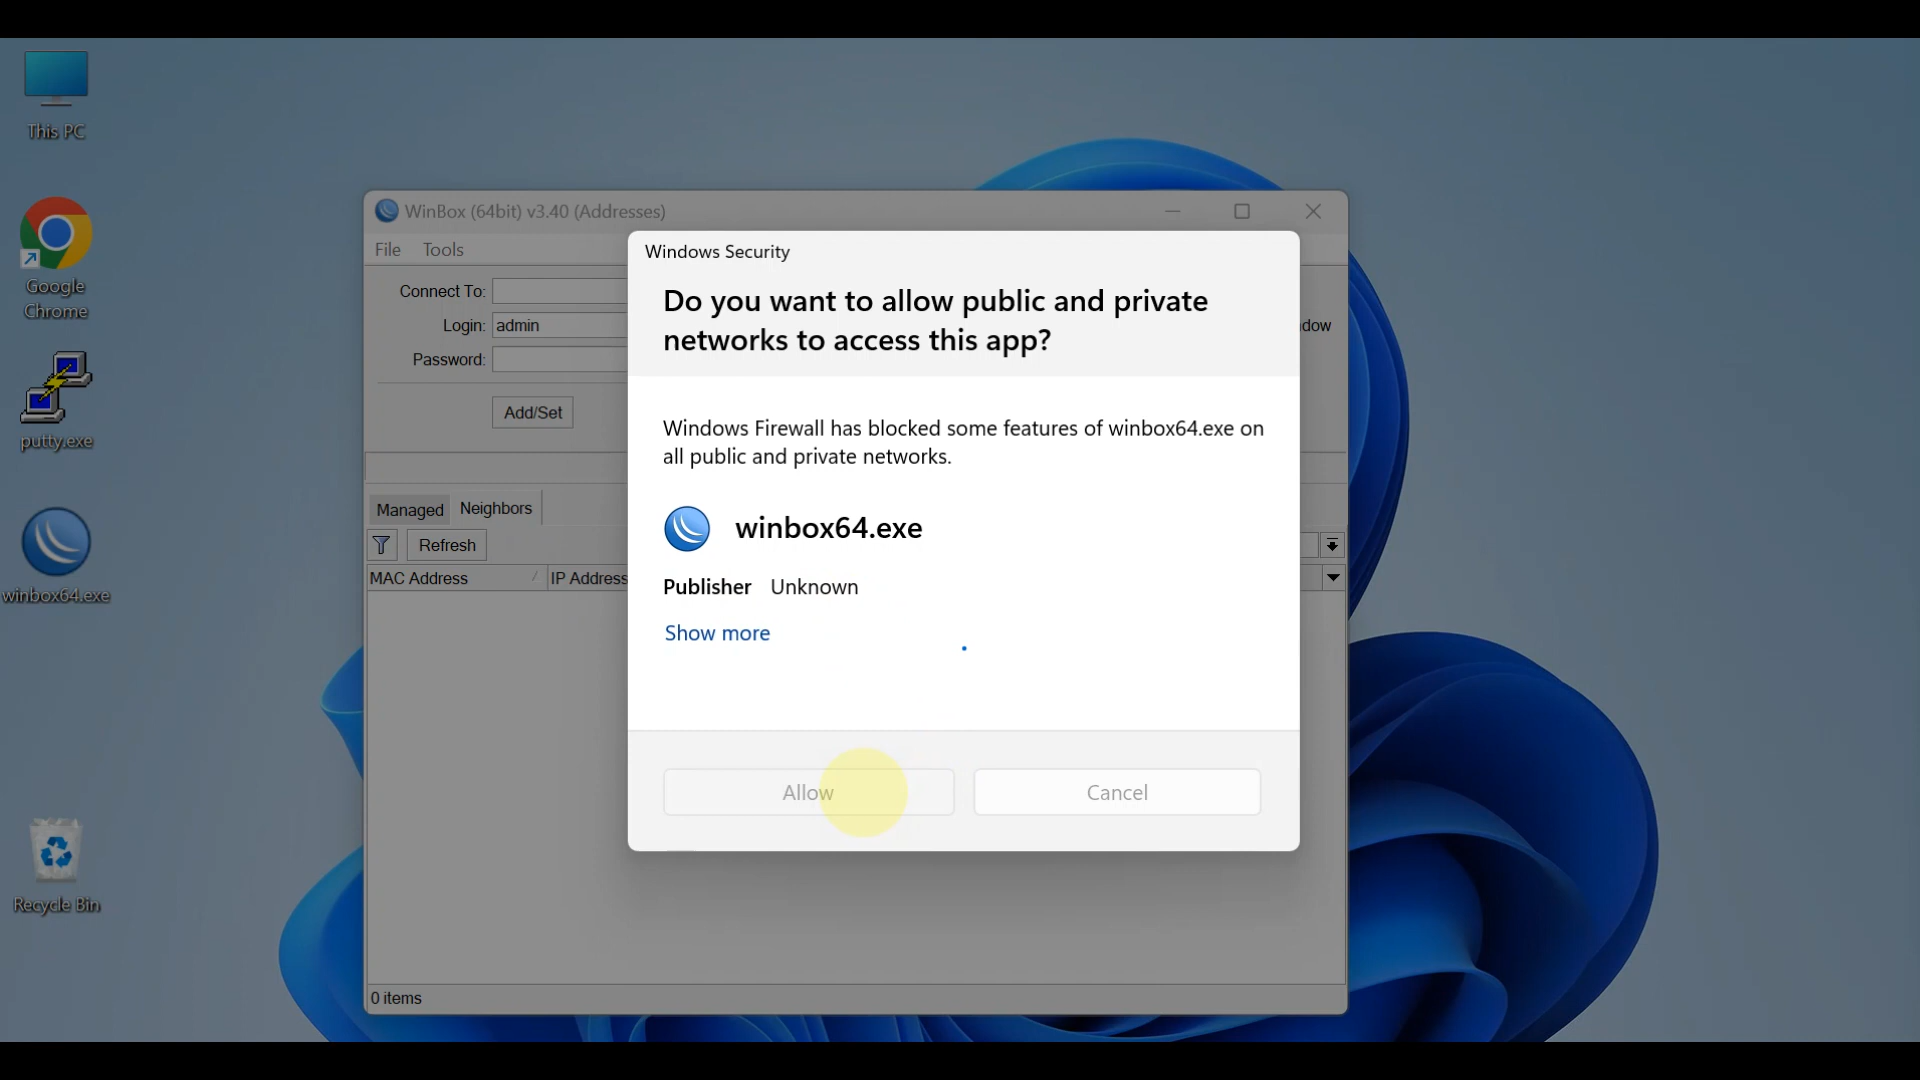 This PC
Google
Chrome
putty.exe
winbox64.exe
Recycle Bin
WinBox (64bit) v3.40 (Addresses)
File Tools
Connect To:
Login: admin
Password:
Add/Set
dow
Managed Neighbors
Refresh
MAC Address IP Address
0 items
Windows Security
Do you want to allow public and private
networks to access this app?
Windows Firewall has blocked some features of winbox64.exe on
all public and private networks.
winbox64.exe
Publisher Unknown
Show more
Allow Cancel